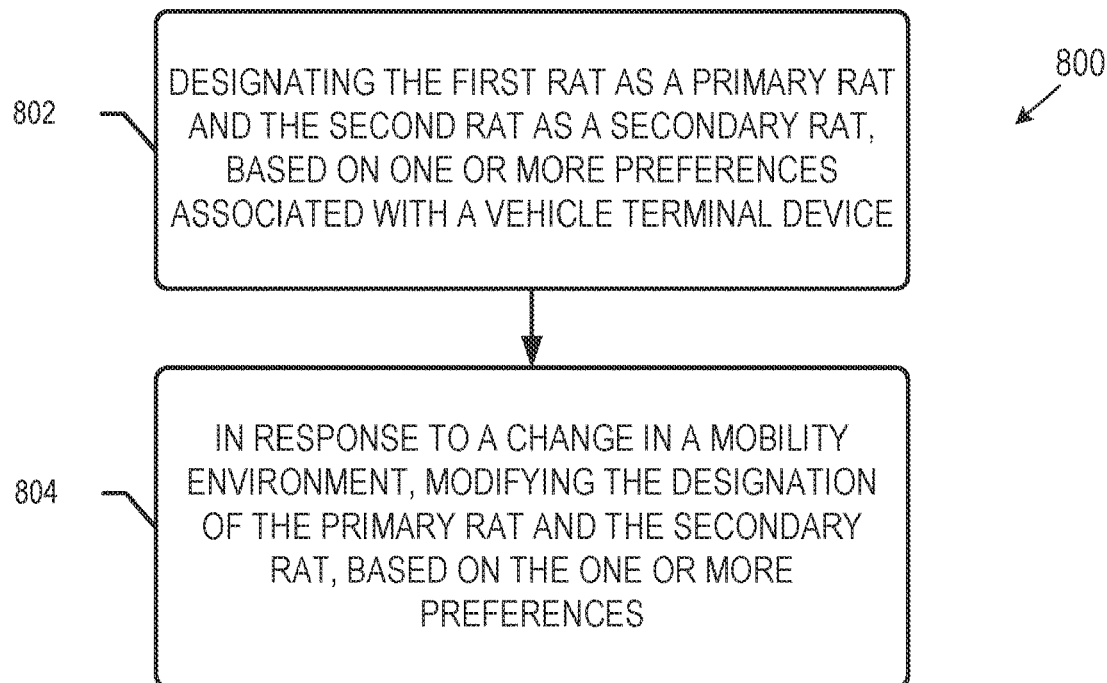 800
802
DESIGNATING THE FIRST RAT AS A PRIMARY RAT
AND THE SECOND RAT AS A SECONDARY RAT,
BASED ON ONE OR MORE PREFERENCES
ASSOCIATED WITH A VEHICLE TERMINAL DEVICE
804
IN RESPONSE TO A CHANGE IN A MOBILITY
ENVIRONMENT, MODIFYING THE DESIGNATION
OF THE PRIMARY RAT AND THE SECONDARY
RAT, BASED ON THE ONE OR MORE
PREFERENCES